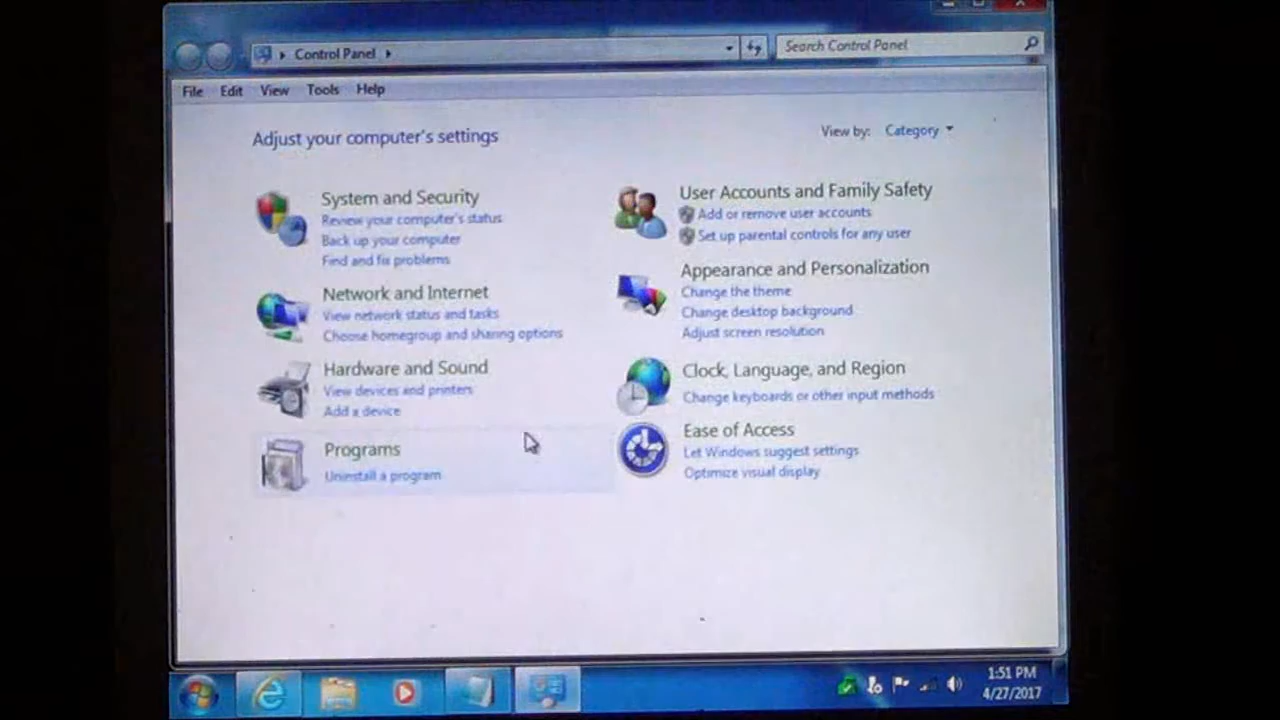 Control Panel
Search Control Panel
File Edit View Tools Help
Adjust your computer's settings
View by: Category
System and Security
Review your computer's status
Back up your computer
Find and fix problems
Network and Internet
View network status and tasks
Choose homegroup and sharing options
Hardware and Sound
View devices and printers
Add a device
Programs
Uninstall a program
User Accounts and Family Safety
Add or remove user accounts
Set up parental controls for any user
Appearance and Personalization
Change the theme
Change desktop background
Adjust screen resolution
Clock, Language, and Region
Change keyboards or other input methods
Ease of Access
Let Windows suggest settings
Optimize visual display
1:51 PM
4/27/2017